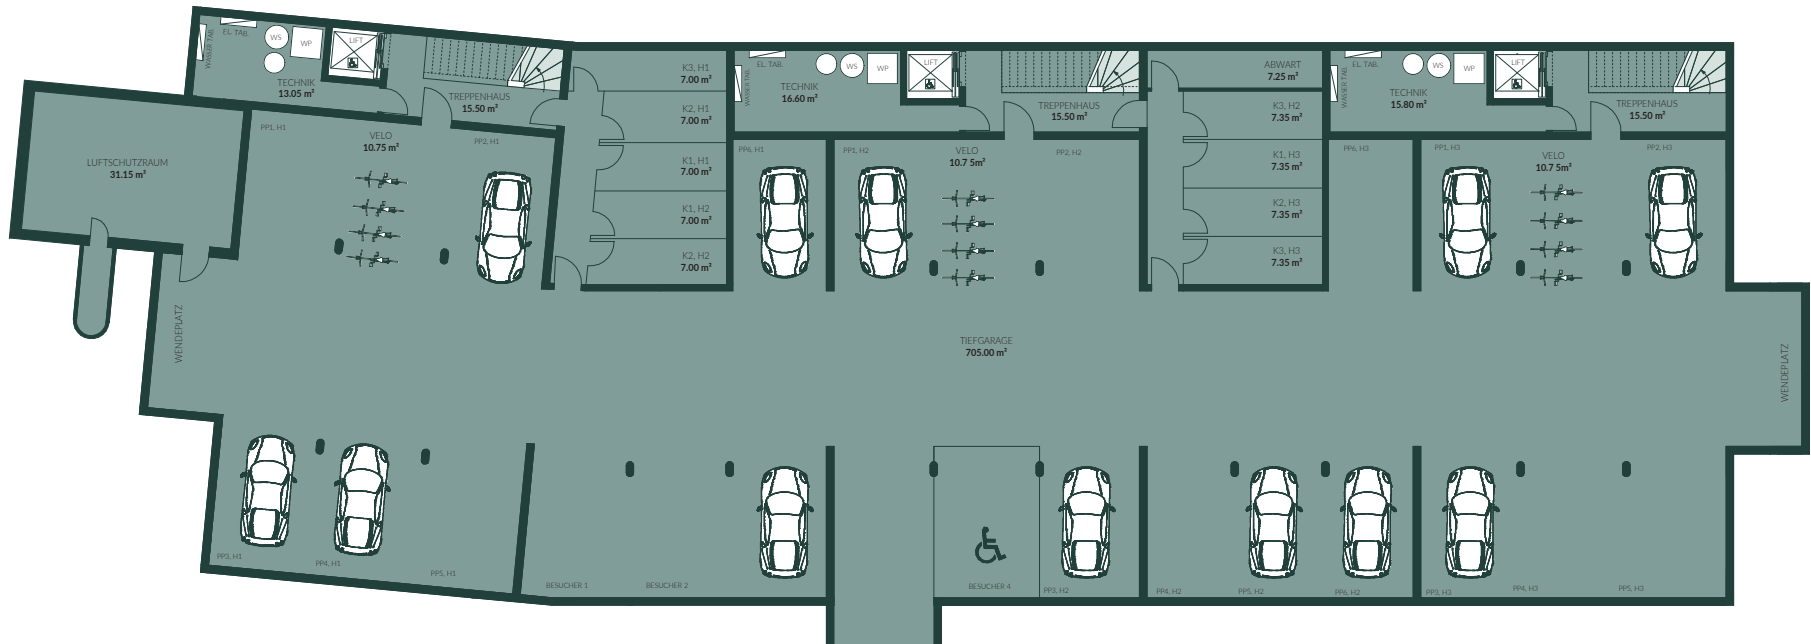 WASSER TAB.
EL. TAB.
WS
WP
LIFT
TECHNIK
13.05 m²
TREPPENHAUS
15.50 m²
K3, H1
7.00 m²
K2, H1
7.00 m²
K1, H1
7.00 m²
K1, H2
7.00 m²
K2, H2
7.00 m²
WASSER TAB.
EL. TAB.
WS
WP
LIFT
TECHNIK
16.60 m²
TREPPENHAUS
15.50 m²
ABWART
7.25 m²
K3, H2
7.35 m²
K1, H3
7.35 m²
K2, H3
7.35 m²
K3, H3
7.35 m²
WASSER TAB.
EL. TAB.
WS
WP
LIFT
TECHNIK
15.80 m²
TREPPENHAUS
15.50 m²
LUFTSCHUTZRAUM
31.15 m²
PP1, H1
VELO
10.75 m²
PP2, H1
PP6, H1
PP1, H2
VELO
10.7 5m²
PP2, H2
PP6, H3
PP1, H3
VELO
10.7 5m²
PP2, H3
WENDEPLATZ
TIEFGARAGE
705.00 m²
WENDEPLATZ
PP3, H1
PP4, H1
PP5, H1
BESUCHER 1
BESUCHER 2
BESUCHER 4
PP3, H2
PP4, H2
PP5, H2
PP6, H2
PP3, H3
PP4, H3
PP5, H3